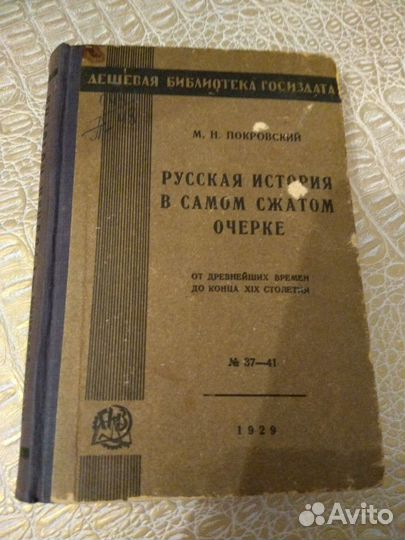 ДЕШЕВАЯ БИБЛИОТЕКА ГОСИЗДАТА
М. Н. ПОКРОВСКИЙ
РУССКАЯ ИСТОРИЯ
В САМОМ СЖАТОМ
ОЧЕРКЕ
ОТ ДРЕВНЕЙШИХ ВРЕМЕН
ДО КОНЦА XIX СТОЛЕТИЯ
№ 37—41
1929
Avito